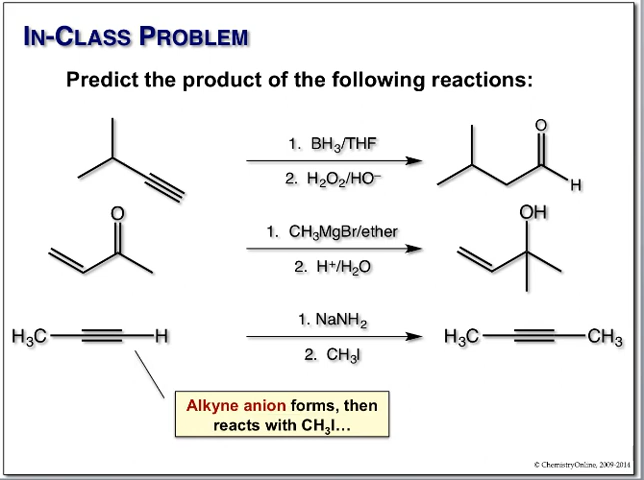 IN-CLASS PROBLEM
Predict the product of the following reactions:
1. BH₃/THF
2. H₂O₂/HO⁻
O
H
O
1. CH₃MgBr/ether
2. H⁺/H₂O
OH
H₃C
H
1. NaNH₂
2. CH₃I
H₃C
CH₃
Alkyne anion forms, then
reacts with CH₃I...
© ChemistryOnline, 2009-2014